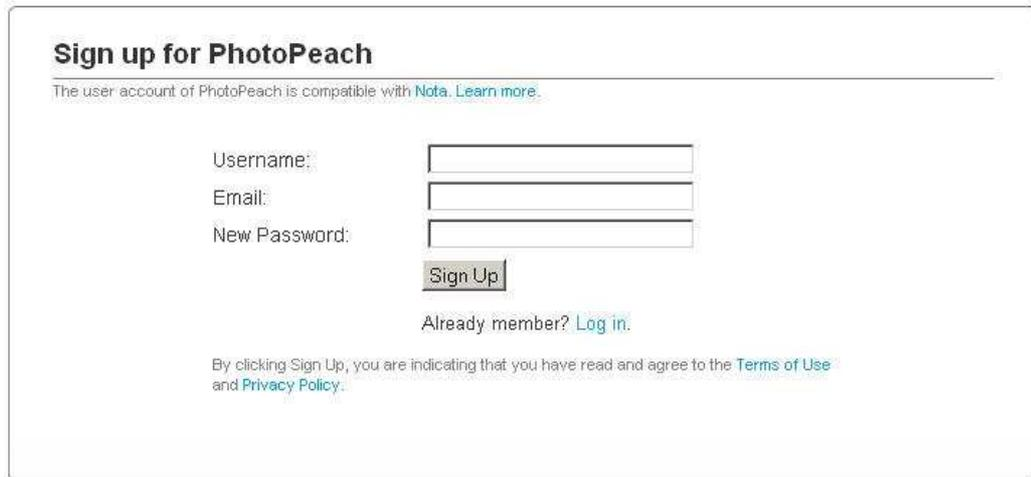 Sign up for PhotoPeach
The user account of PhotoPeach is compatible with Nota. Learn more.
Username:
Email:
New Password:
Sign Up
Already member? Log in.
By clicking Sign Up, you are indicating that you have read and agree to the Terms of Use
and Privacy Policy.